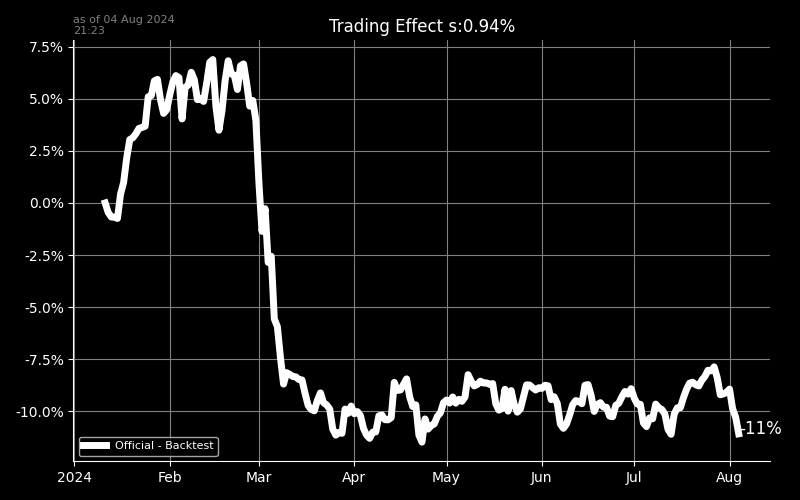 as of 04 Aug 2024
21:23
Trading Effect s:0.94%
7.5%
5.0%
2.5%
0.0%
-2.5%
-5.0%
-7.5%
-10.0%
-11%
Official - Backtest
2024 Feb Mar Apr May Jun Jul Aug